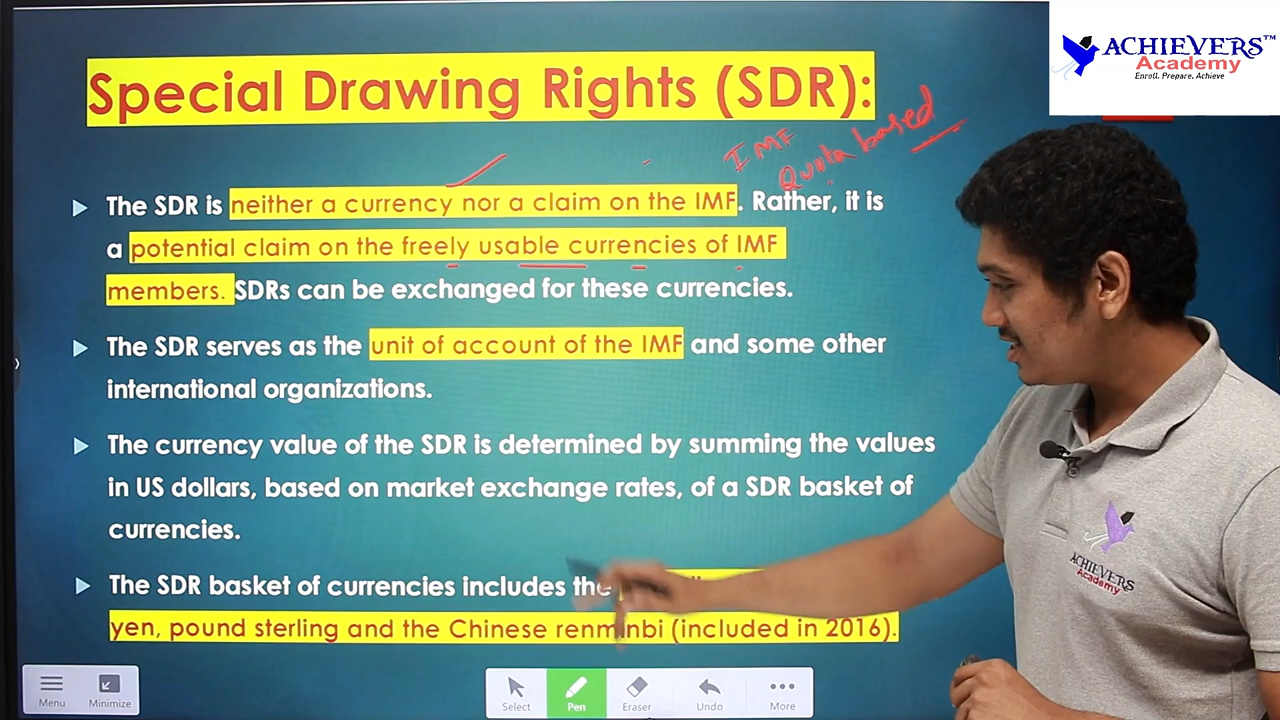 ACHIEVERS™
Academy
Enroll. Prepare. Achieve
Special Drawing Rights (SDR):
IMF
Quota based
The SDR is neither a currency nor a claim on the IMF. Rather, it is
a potential claim on the freely usable currencies of IMF
members. SDRs can be exchanged for these currencies.
The SDR serves as the unit of account of the IMF and some other
international organizations.
The currency value of the SDR is determined by summing the values
in US dollars, based on market exchange rates, of a SDR basket of
currencies.
The SDR basket of currencies includes the
yen, pound sterling and the Chinese renminbi (included in 2016).
ACHIEVERS
Academy
Menu
Minimize
Select
Pen
Eraser
Undo
More